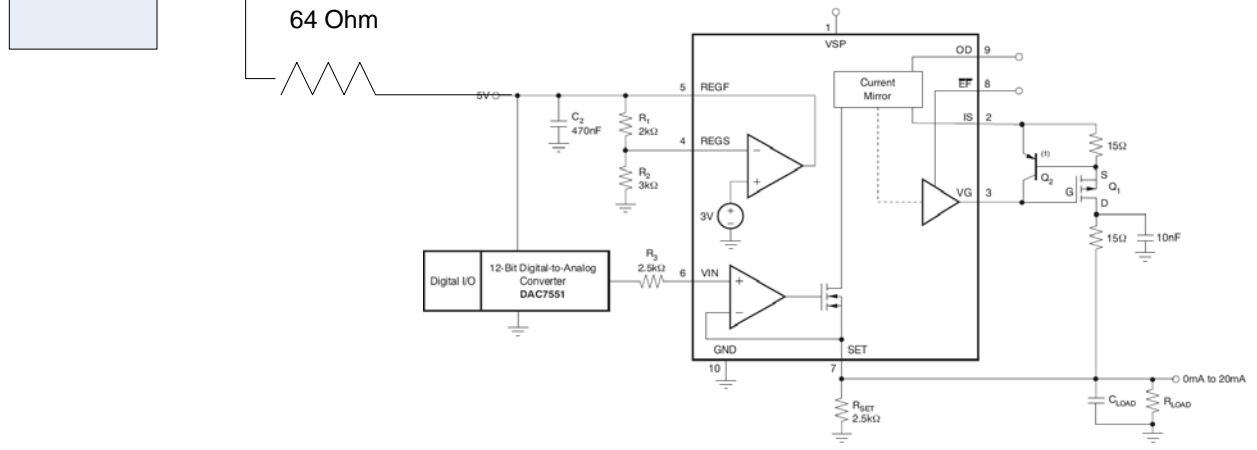 64 Ohm
1
VSP
OD 9
Current
Mirror
EF 8
5V
5 REGF
IS 2
C2
470nF
R1
2kΩ
4 REGS
15Ω
(1)
Q2
S
Q1
G
D
R2
3kΩ
VG 3
3V
15Ω
10nF
Digital I/O
12-Bit Digital-to-Analog
Converter
DAC7551
R3
2.5kΩ
6 VIN
GND
SET
10
7
0mA to 20mA
RSET
2.5kΩ
CLOAD
RLOAD